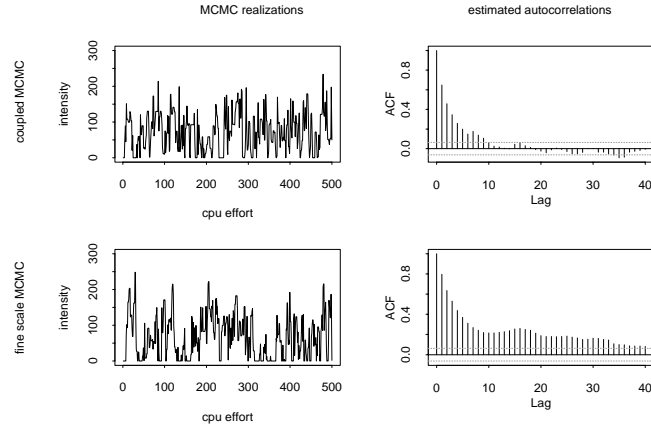 MCMC realizations
estimated autocorrelations
coupled MCMC
intensity
300
200
100
0
0 100 200 300 400 500
cpu effort
ACF
0.8
0.4
0.0
0 10 20 30 40
Lag
fine scale MCMC
intensity
300
200
100
0
0 100 200 300 400 500
cpu effort
ACF
0.8
0.4
0.0
0 10 20 30 40
Lag